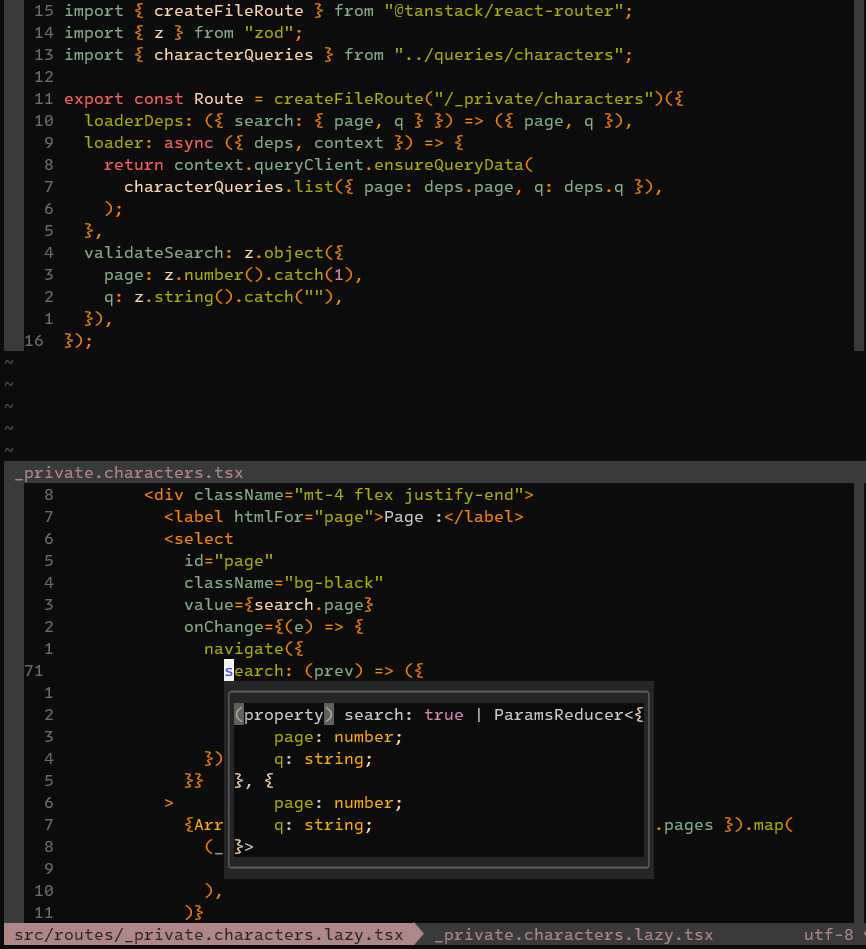 15 import { createFileRoute } from "@tanstack/react-router";
14 import { z } from "zod";
13 import { characterQueries } from "../queries/characters";
12
11 export const Route = createFileRoute("/_private/characters")({
10   loaderDeps: ({ search: { page, q } }) => ({ page, q }),
9   loader: async ({ deps, context }) => {
8     return context.queryClient.ensureQueryData(
7       characterQueries.list({ page: deps.page, q: deps.q }),
6     );
5   },
4   validateSearch: z.object({
3     page: z.number().catch(1),
2     q: z.string().catch(""),
1   }),
16 });
~
~
~
~
~
_private.characters.tsx
8         <div className="mt-4 flex justify-end">
7           <label htmlFor="page">Page :</label>
6           <select
5             id="page"
4             className="bg-black"
3             value={search.page}
2             onChange={(e) => {
1               navigate({
71                search: (prev) => ({
1
2 (property) search: true | ParamsReducer<{
3     page: number;
4 })     q: string;
5 }} }, {
6 >     page: number;
7 {Arr     q: string; .pages }).map(
8 (_ }>
9
10 ),
11 )}
src/routes/_private.characters.lazy.tsx _private.characters.lazy.tsx utf-8